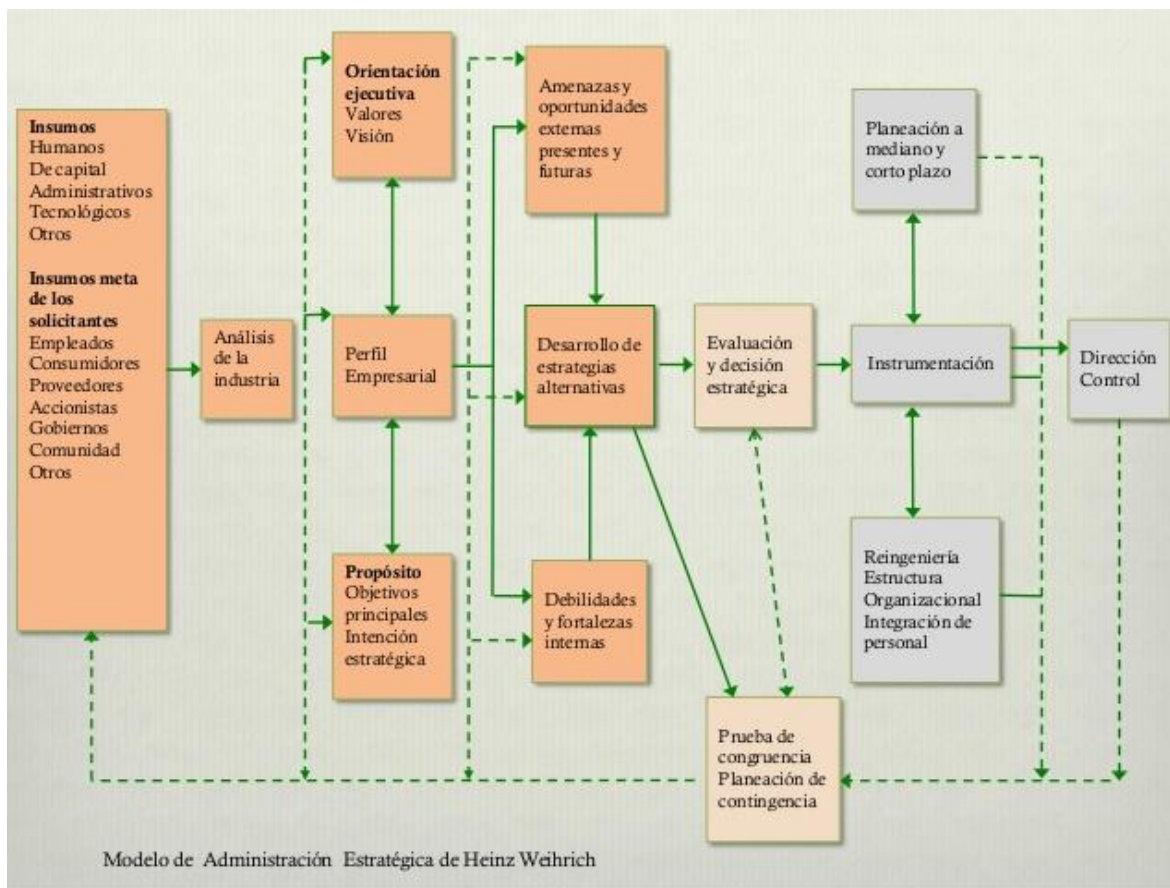 Insumos
Humanos
De capital
Administrativos
Tecnológicos
Otros
Insumos meta
de los
solicitantes
Empleados
Consumidores
Proveedores
Accionistas
Gobiernos
Comunidad
Otros
Análisis
de la
industria
Orientación
ejecutiva
Valores
Visión
Perfil
Empresarial
Propósito
Objetivos
principales
Intención
estratégica
Amenazas y
oportunidades
externas
presentes y
futuras
Desarrollo de
estrategias
alternativas
Debilidades
y fortalezas
internas
Evaluación
y decisión
estratégica
Prueba de
congruencia
Planeación de
contingencia
Planeación a
mediano y
corto plazo
Instrumentación
Reingeniería
Estructura
Organizacional
Integración de
personal
Dirección
Control
Modelo de Administración Estratégica de Heinz Weihrich